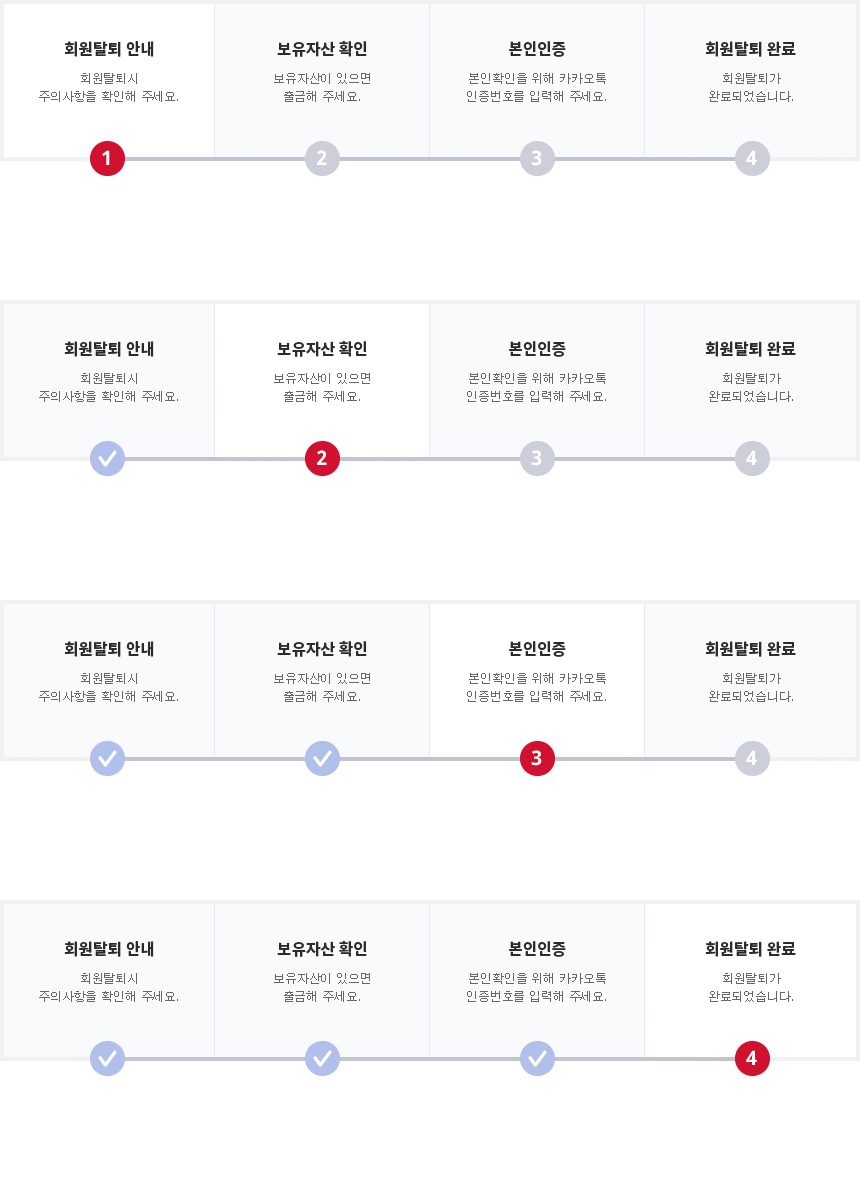 회원탈퇴 안내
회원탈퇴시
주의사항을 확인해 주세요.
1
보유자산 확인
보유자산이 있으면
출금해 주세요.
2
본인인증
본인확인을 위해 카카오톡
인증번호를 입력해 주세요.
3
회원탈퇴 완료
회원탈퇴가
완료되었습니다.
4
회원탈퇴 안내
회원탈퇴시
주의사항을 확인해 주세요.
보유자산 확인
보유자산이 있으면
출금해 주세요.
2
본인인증
본인확인을 위해 카카오톡
인증번호를 입력해 주세요.
3
회원탈퇴 완료
회원탈퇴가
완료되었습니다.
4
회원탈퇴 안내
회원탈퇴시
주의사항을 확인해 주세요.
보유자산 확인
보유자산이 있으면
출금해 주세요.
본인인증
본인확인을 위해 카카오톡
인증번호를 입력해 주세요.
3
회원탈퇴 완료
회원탈퇴가
완료되었습니다.
4
회원탈퇴 안내
회원탈퇴시
주의사항을 확인해 주세요.
보유자산 확인
보유자산이 있으면
출금해 주세요.
본인인증
본인확인을 위해 카카오톡
인증번호를 입력해 주세요.
회원탈퇴 완료
회원탈퇴가
완료되었습니다.
4